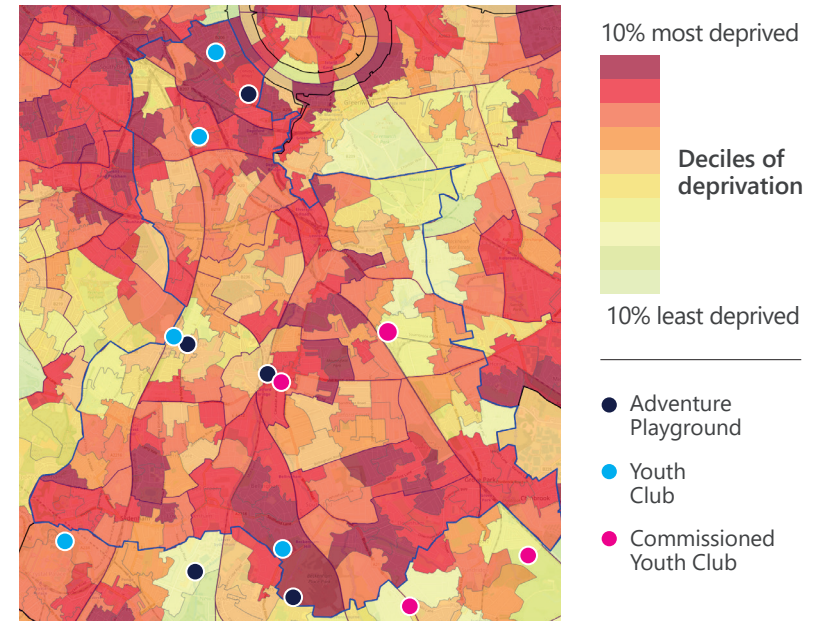 10% most deprived
Deciles of
deprivation
10% least deprived
Adventure
Playground
Youth
Club
Commissioned
Youth Club